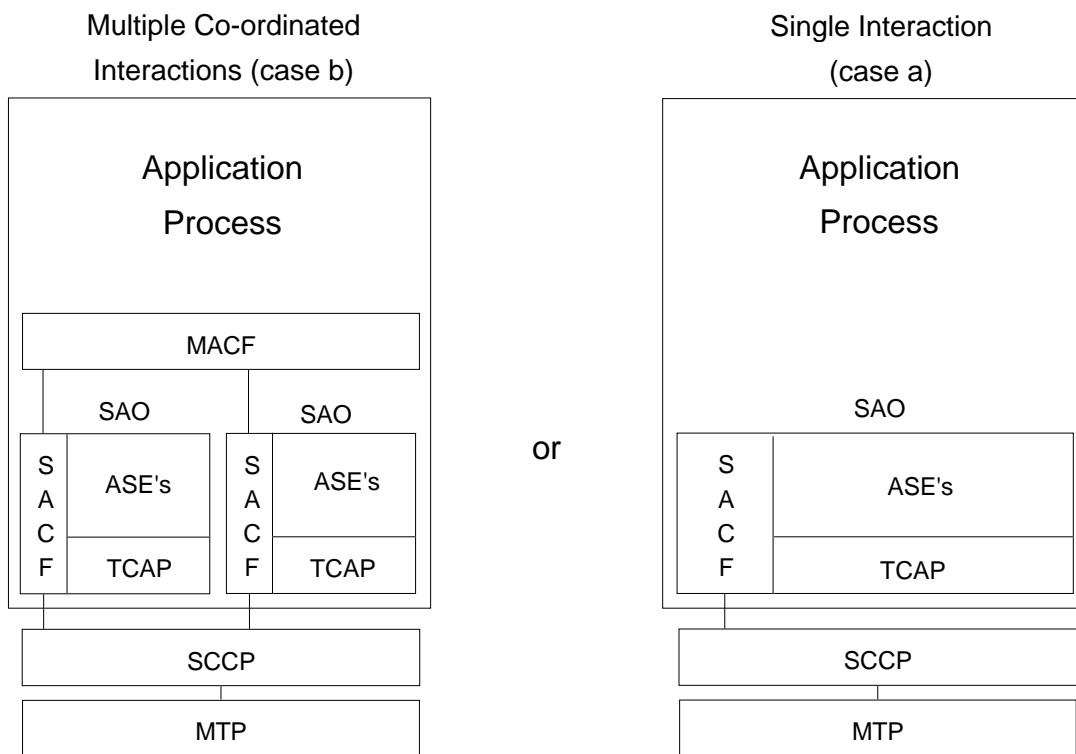 Multiple Co-ordinated
Interactions (case b)
Application
Process
MACF
SAO
SAO
S
A
C
F
ASE's
TCAP
S
A
C
F
ASE's
TCAP
SCCP
MTP
or
Single Interaction
(case a)
Application
Process
SAO
S
A
C
F
ASE's
TCAP
SCCP
MTP